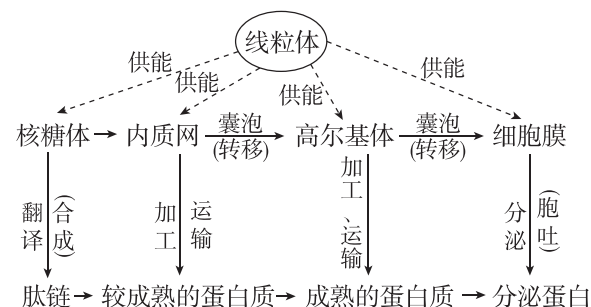 线粒体
供能
供能
供能
供能
核糖体 内质网 囊泡 (转移) 高尔基体 囊泡 (转移) 细胞膜
翻译 (合成)
加工 运输
加工、运输
分泌 (胞吐)
肽链 较成熟的蛋白质 成熟的蛋白质 分泌蛋白